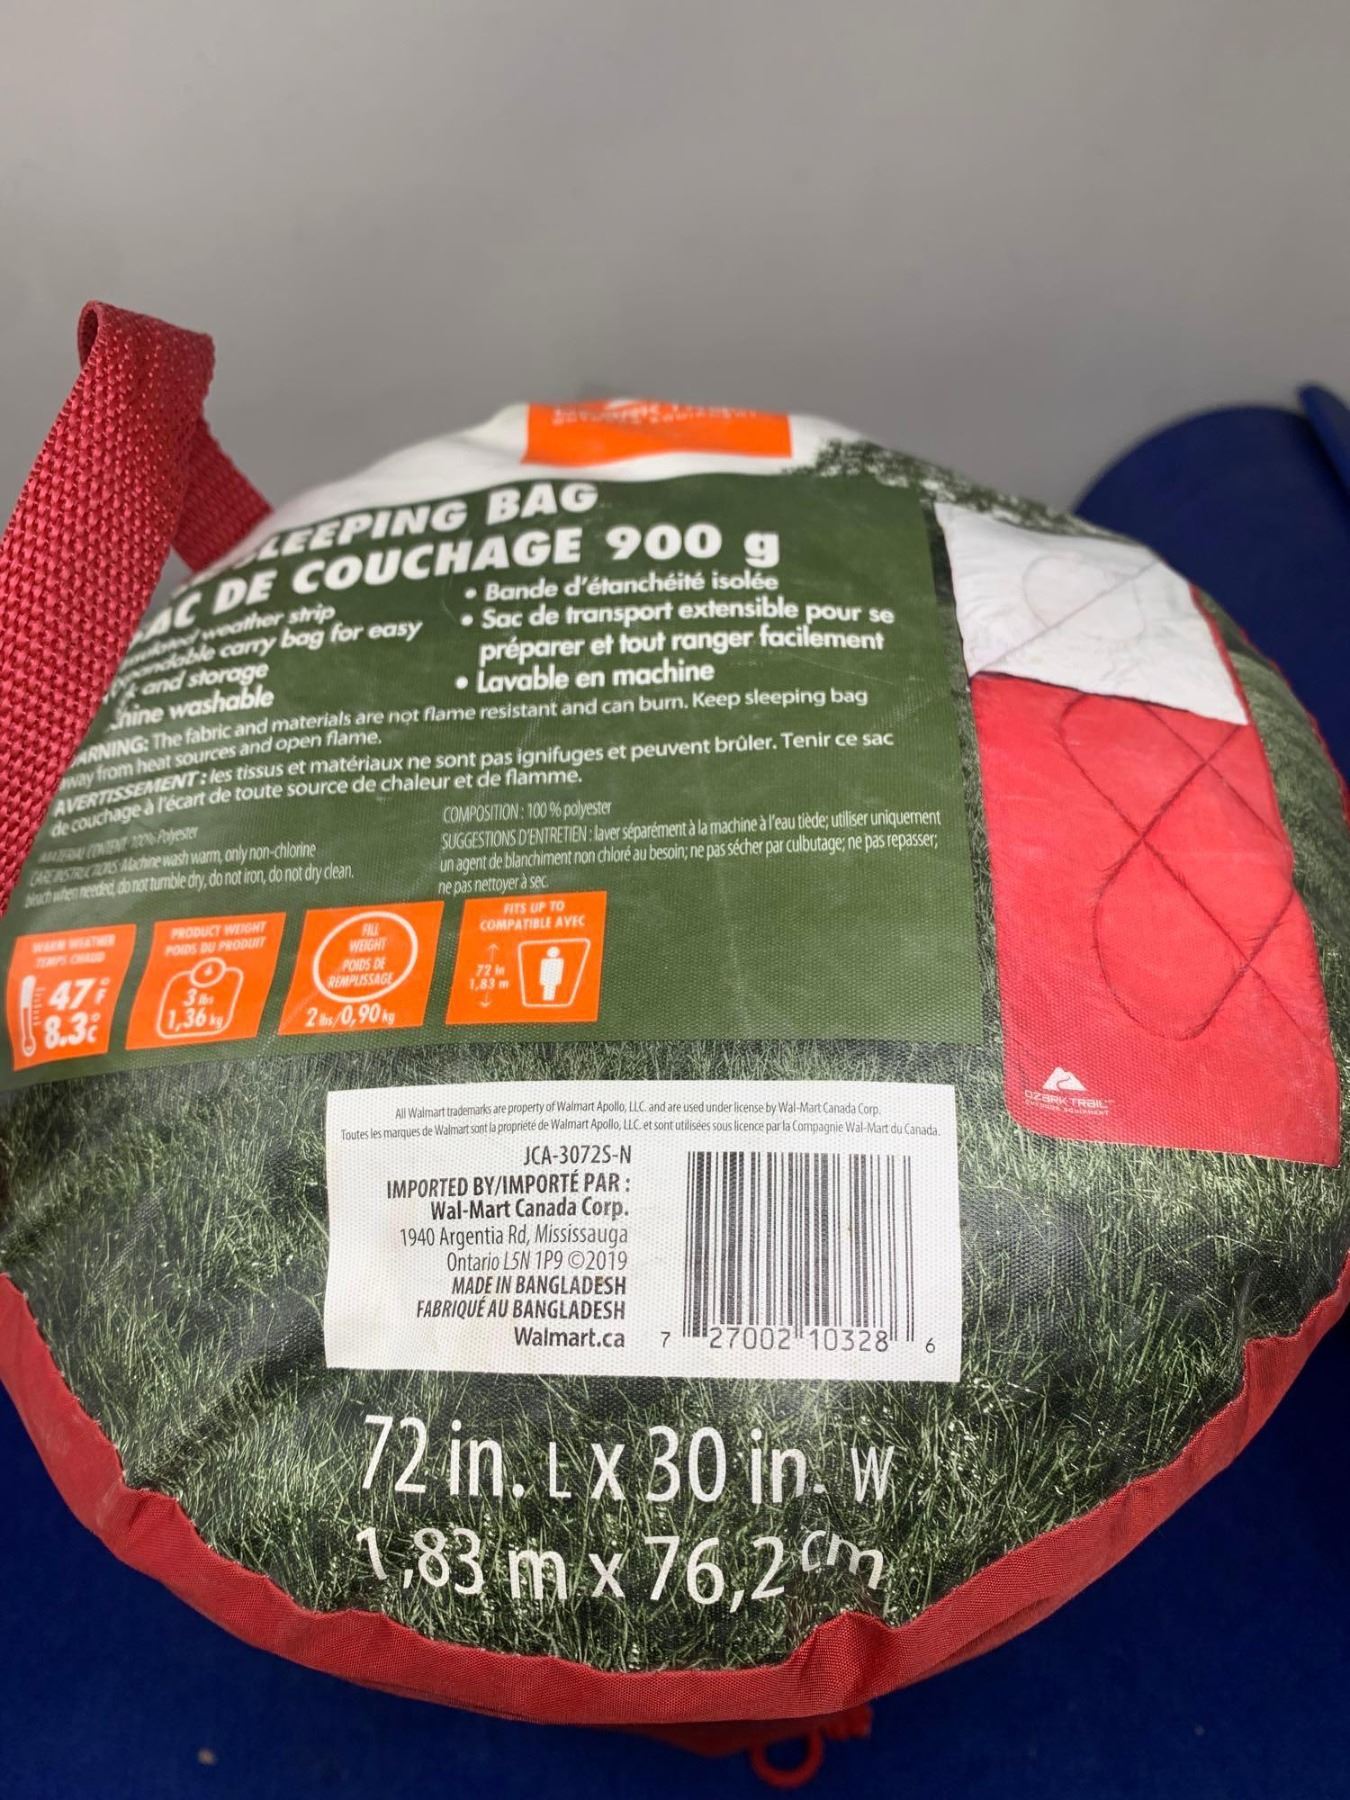 SLEEPING BAG
SAC DE COUCHAGE 900 g
weather strip
carry bag for easy
and storage
washable
• Bande d'étanchéité isolée
• Sac de transport extensible pour se
préparer et tout ranger facilement
• Lavable en machine
WARNING: The fabric and materials are not flame resistant and can burn. Keep sleeping bag
away from heat sources and open flame.
AVERTISSEMENT : les tissus et matériaux ne sont pas ignifuges et peuvent brûler. Tenir ce sac
de couchage à l'écart de toute source de chaleur et de flamme.
MATERIAL CONTENT: 100% Polyester
CARE INSTRUCTIONS: Machine wash warm, only non-chlorine
bleach when needed, do not tumble dry, do not iron, do not dry clean.
COMPOSITION : 100 % polyester
SUGGESTIONS D'ENTRETIEN : laver séparément à la machine à l'eau tiède; utiliser uniquement
un agent de blanchiment non chloré au besoin; ne pas sécher par culbutage; ne pas repasser;
ne pas nettoyer à sec.
WARM WEATHER
TEMPS CHAUD
47°F
8.3°C
PRODUCT WEIGHT
POIDS DU PRODUIT
3 lbs
1,36 kg
FILL
WEIGHT
POIDS DE
REMPLISSAGE
2 lbs/0,90 kg
FITS UP TO
COMPATIBLE AVEC
72 in
1,83 m
OZARK TRAIL
OUTDOOR EQUIPMENT
All Walmart trademarks are property of Walmart Apollo, LLC. and are used under license by Wal-Mart Canada Corp.
Toutes les marques de Walmart sont la propriété de Walmart Apollo, LLC. et sont utilisées sous licence par la Compagnie Wal-Mart du Canada.
JCA-3072S-N
IMPORTED BY/IMPORTÉ PAR :
Wal-Mart Canada Corp.
1940 Argentia Rd, Mississauga
Ontario L5N 1P9 ©2019
MADE IN BANGLADESH
FABRIQUÉ AU BANGLADESH
Walmart.ca
7 27002 10328 6
72 in. L x 30 in. W
1,83 m x 76,2 cm